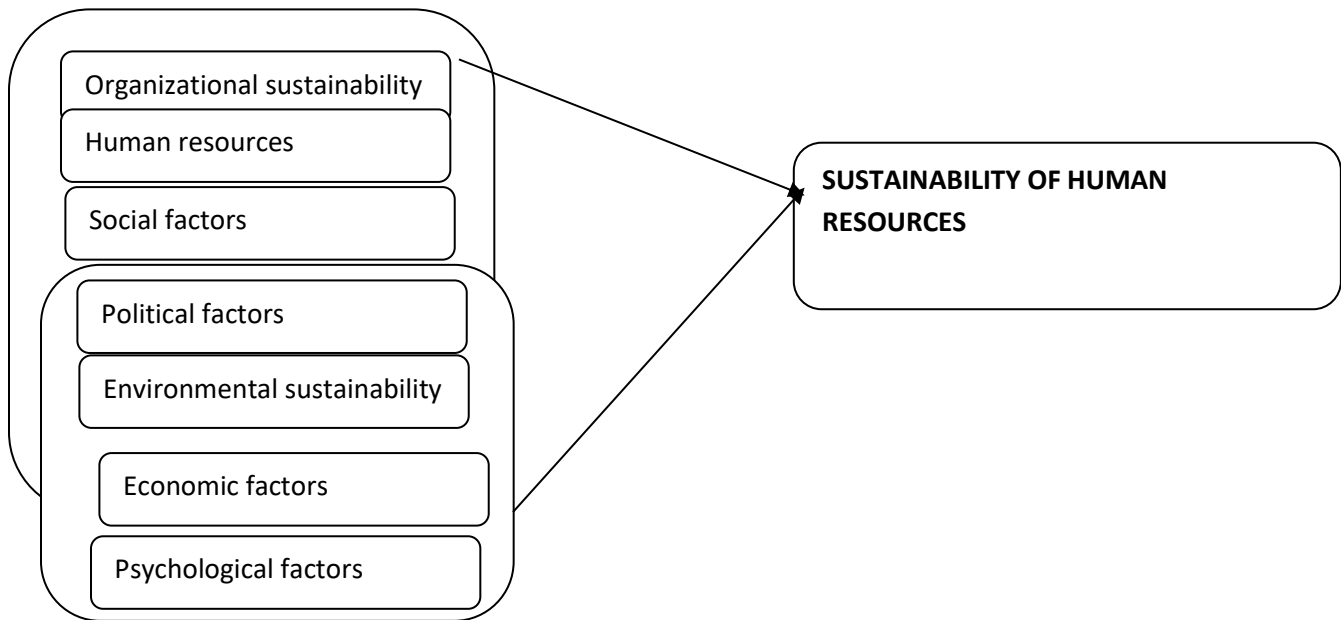 Organizational sustainability
Human resources
Social factors
Political factors
Environmental sustainability
Economic factors
Psychological factors
SUSTAINABILITY OF HUMAN
RESOURCES